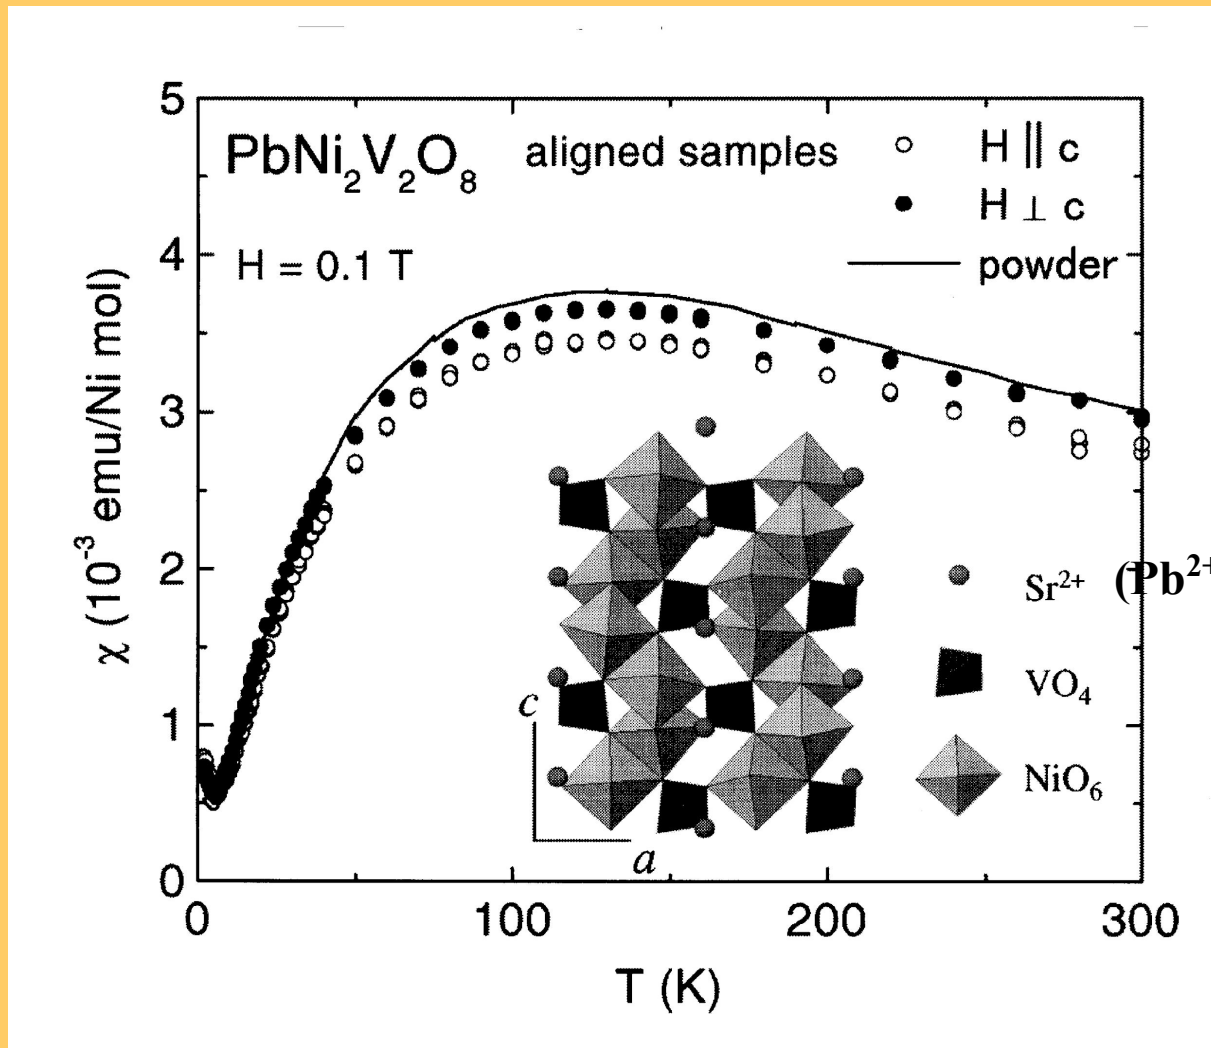 5
PbNi₂V₂O₈ aligned samples
H || c
H ⊥ c
powder
H = 0.1 T
4
3
2
1
0
χ (10⁻³ emu/Ni mol)
Sr²⁺ (Pb²⁺
VO₄
NiO₆
c
a
0 100 200 300
T (K)